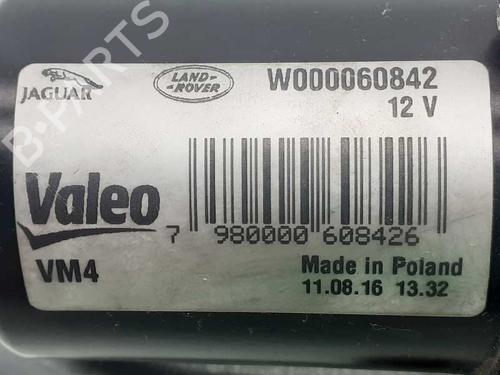 JAGUAR
LAND-
-ROVER
W000060842
12 V
Valeo
7 980000 608426
VM4
Made in Poland
11.08.16 13.32
B-PARTS